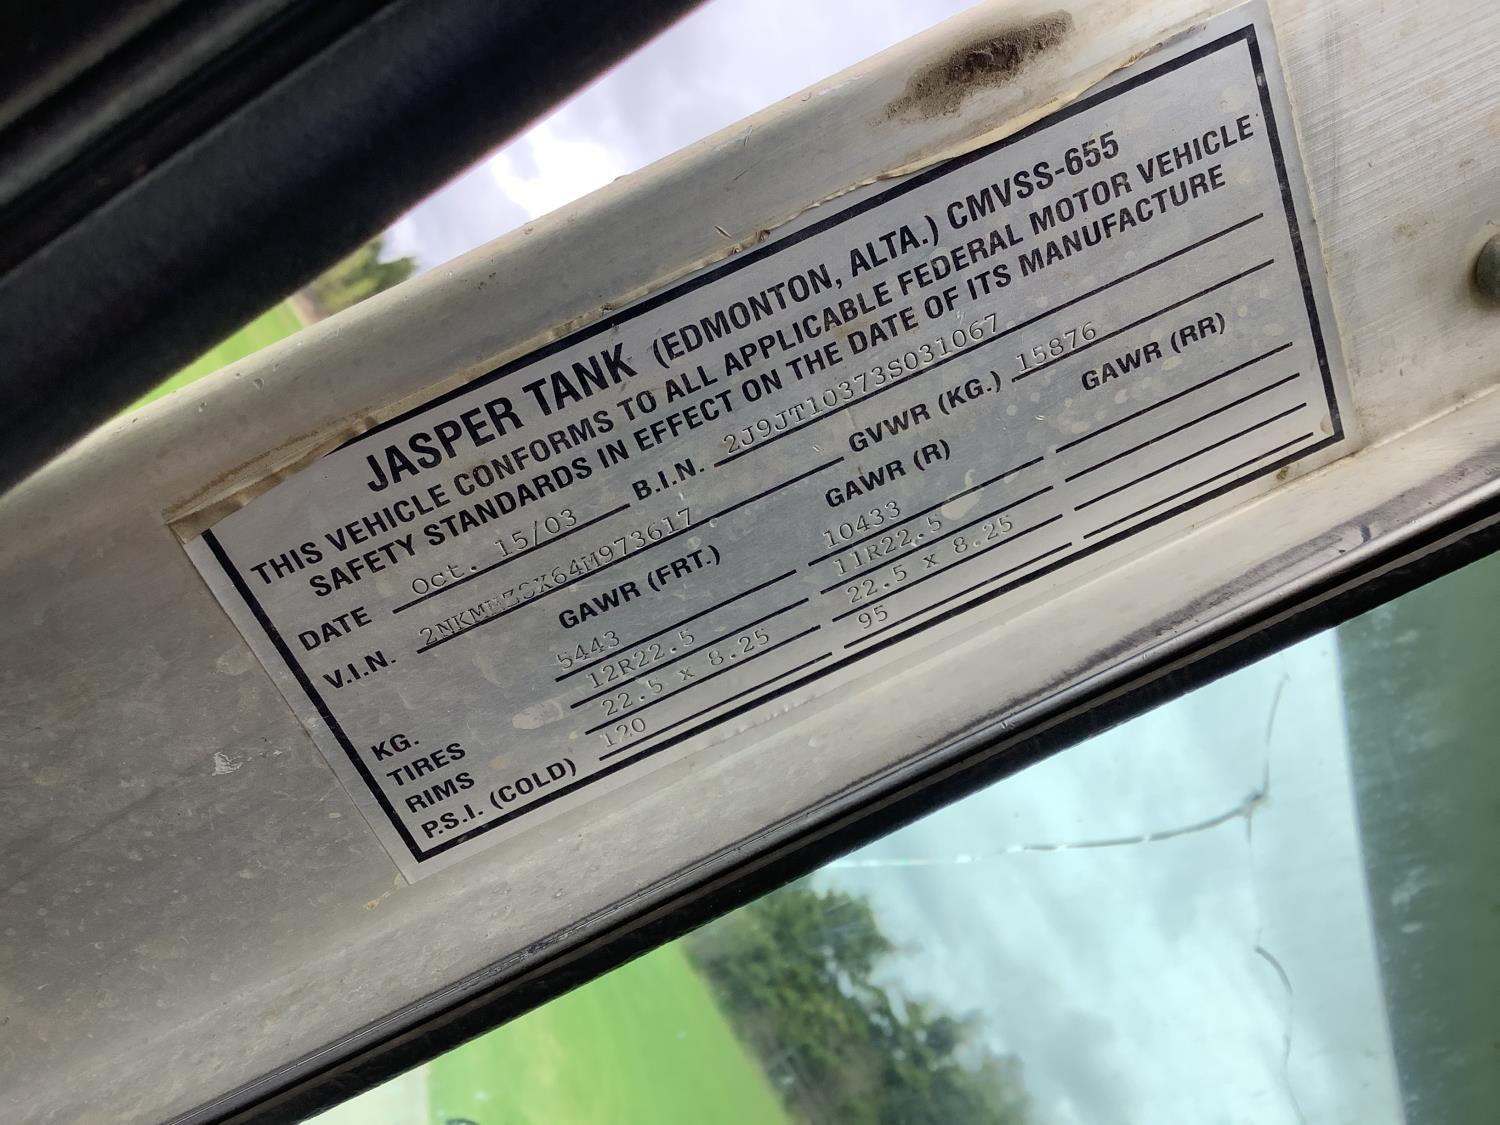 JASPER TANK (EDMONTON, ALTA.) CMVSS-655
THIS VEHICLE CONFORMS TO ALL APPLICABLE FEDERAL MOTOR VEHICLE
SAFETY STANDARDS IN EFFECT ON THE DATE OF ITS MANUFACTURE
DATE Oct. 15/03 B.I.N. 2J9JT10373S031067
V.I.N. GVWR (KG.) 15876
GAWR (FRT.) GAWR (R) GAWR (RR)
KG. 5443 10433
TIRES 12R22.5 11R22.5
RIMS 22.5 x 8.25 22.5 x 8.25
P.S.I. (COLD) 120 95